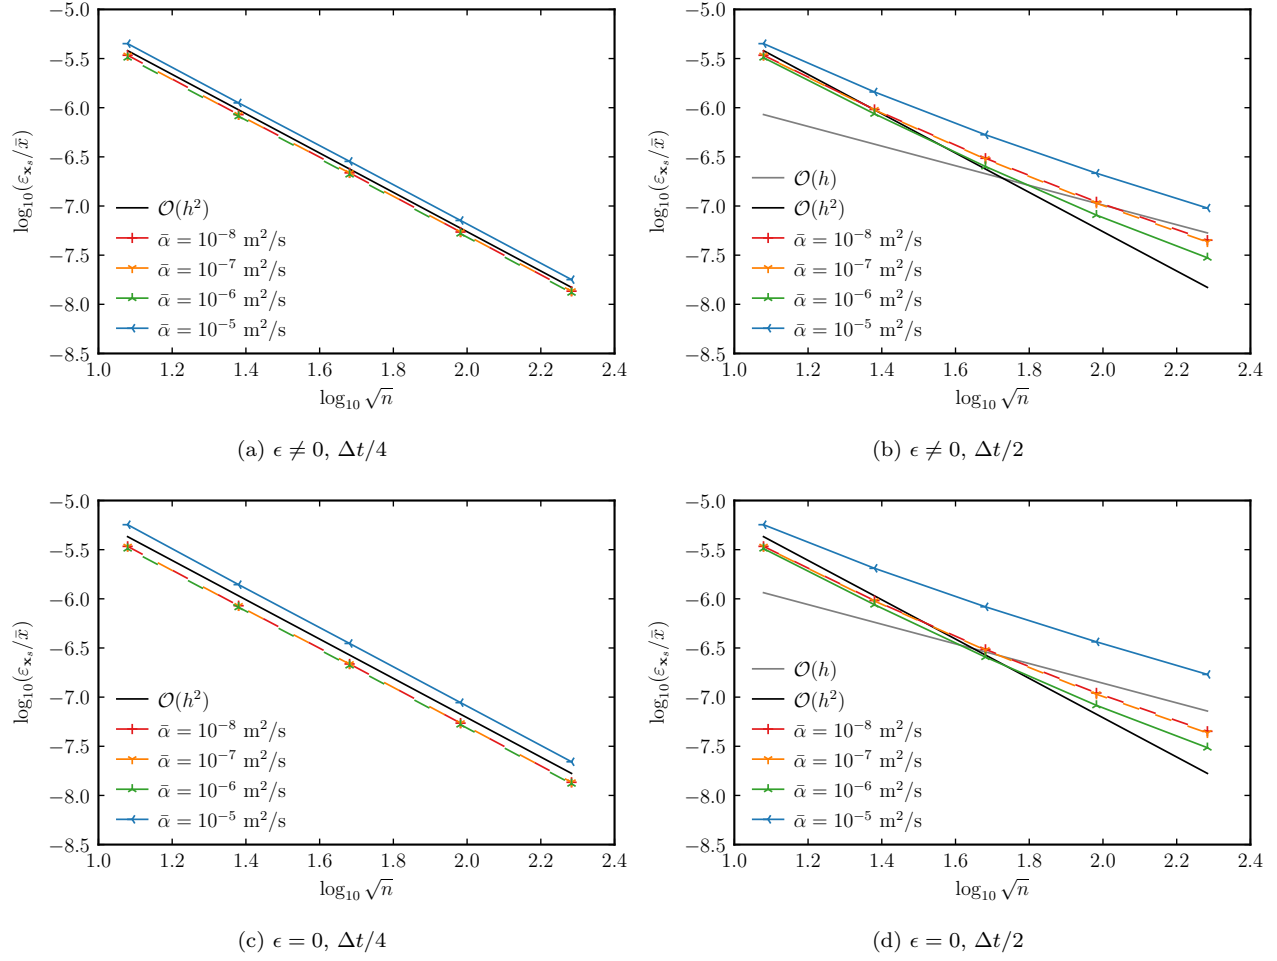 −5.0
−5.5
−6.0
−6.5
−7.0
−7.5
−8.0
−8.5
log₁₀(ε_𝐱ₛ/x̄)
𝒪(h²)
ᾱ = 10⁻⁸ m²/s
ᾱ = 10⁻⁷ m²/s
ᾱ = 10⁻⁶ m²/s
ᾱ = 10⁻⁵ m²/s
1.0 1.2 1.4 1.6 1.8 2.0 2.2 2.4
log₁₀ √n
(a) ϵ ≠ 0, Δt/4
−5.0
−5.5
−6.0
−6.5
−7.0
−7.5
−8.0
−8.5
log₁₀(ε_𝐱ₛ/x̄)
𝒪(h)
𝒪(h²)
ᾱ = 10⁻⁸ m²/s
ᾱ = 10⁻⁷ m²/s
ᾱ = 10⁻⁶ m²/s
ᾱ = 10⁻⁵ m²/s
1.0 1.2 1.4 1.6 1.8 2.0 2.2 2.4
log₁₀ √n
(b) ϵ ≠ 0, Δt/2
−5.0
−5.5
−6.0
−6.5
−7.0
−7.5
−8.0
−8.5
log₁₀(ε_𝐱ₛ/x̄)
𝒪(h²)
ᾱ = 10⁻⁸ m²/s
ᾱ = 10⁻⁷ m²/s
ᾱ = 10⁻⁶ m²/s
ᾱ = 10⁻⁵ m²/s
1.0 1.2 1.4 1.6 1.8 2.0 2.2 2.4
log₁₀ √n
(c) ϵ = 0, Δt/4
−5.0
−5.5
−6.0
−6.5
−7.0
−7.5
−8.0
−8.5
log₁₀(ε_𝐱ₛ/x̄)
𝒪(h)
𝒪(h²)
ᾱ = 10⁻⁸ m²/s
ᾱ = 10⁻⁷ m²/s
ᾱ = 10⁻⁶ m²/s
ᾱ = 10⁻⁵ m²/s
1.0 1.2 1.4 1.6 1.8 2.0 2.2 2.4
log₁₀ √n
(d) ϵ = 0, Δt/2